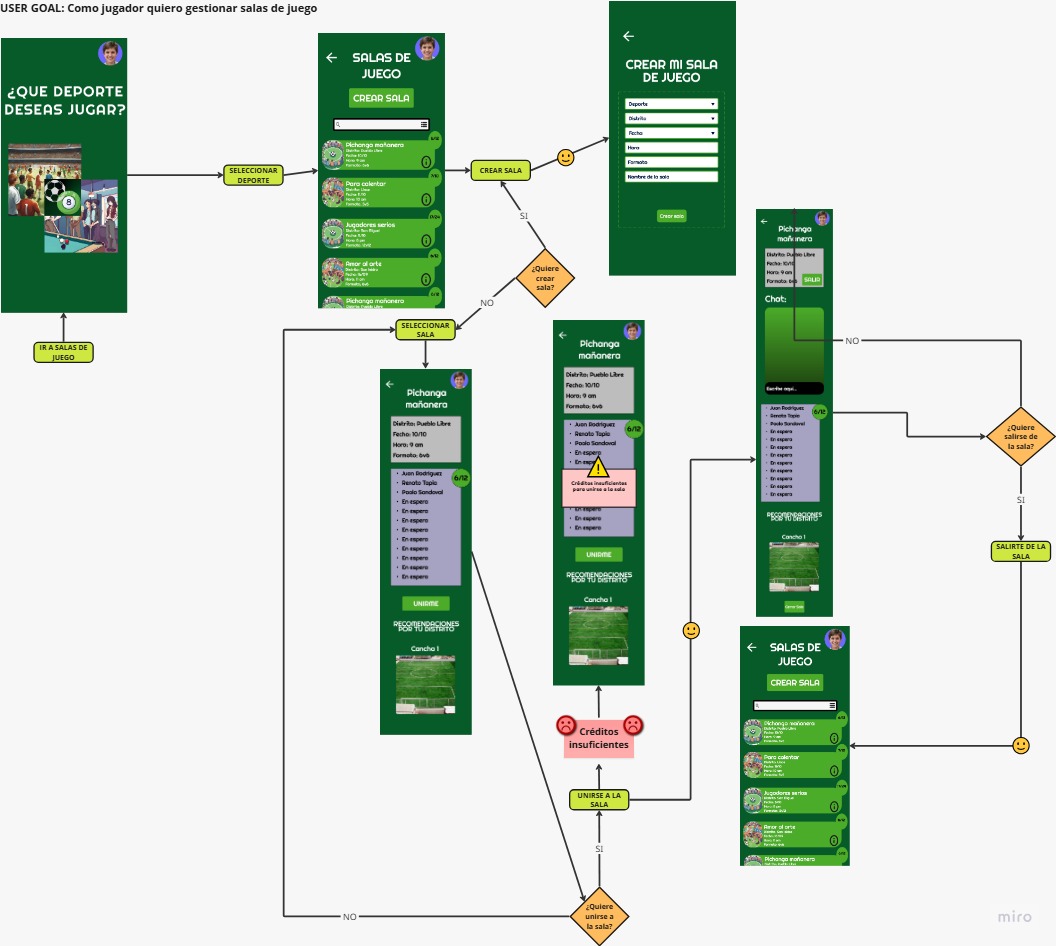 USER GOAL: Como jugador quiero gestionar salas de juego
¿QUE DEPORTE
DESEAS JUGAR?
8
IR A SALAS DE
JUEGO
SELECCIONAR
DEPORTE
SALAS DE
JUEGO
CREAR SALA
Pichanga mañanera
Para calentar
Jugadores serios
Amor al arte
Pichanga mañanera
CREAR SALA
SI
¿Quiere
crear
sala?
NO
CREAR MI SALA
DE JUEGO
Deporte
Distrito
Fecha
Hora
Formato
Nombre de la sala
Crear sala
SELECCIONAR
SALA
Pichanga
mañanera
Distrito: Pueblo Libre
Fecha: 10/10
Hora: 9 am
Formato: 6v6
6/12
Juan Rodriguez
Renato Tapia
Paolo Sandoval
En espera
En espera
En espera
En espera
En espera
En espera
En espera
En espera
En espera
UNIRME
RECOMENDACIONES
POR TU DISTRITO
Cancha 1
Pichanga
mañanera
Distrito: Pueblo Libre
Fecha: 10/10
Hora: 9 am
Formato: 6v6
6/12
Juan Rodriguez
Renato Tapia
Paolo Sandoval
En espera
En espera
Créditos insuficientes
para unirse a la sala
En espera
En espera
En espera
UNIRME
RECOMENDACIONES
POR TU DISTRITO
Cancha 1
Créditos
insuficientes
UNIRSE A LA
SALA
SI
¿Quiere
unirse a
la sala?
NO
Pichanga
mañanera
Distrito: Pueblo Libre
Fecha: 10/10
Hora: 9 am
Formato: 6v6
SALIR
Chat:
Escribe aquí...
6/12
Juan Rodriguez
Renato Tapia
Paolo Sandoval
En espera
En espera
En espera
En espera
En espera
En espera
En espera
En espera
RECOMENDACIONES
POR TU DISTRITO
Cancha 1
Cerrar Sala
NO
¿Quiere
salirse de
la sala?
SI
SALIRTE DE LA
SALA
SALAS DE
JUEGO
CREAR SALA
Pichanga mañanera
Para calentar
Jugadores serios
Amor al arte
Pichanga mañanera
miro